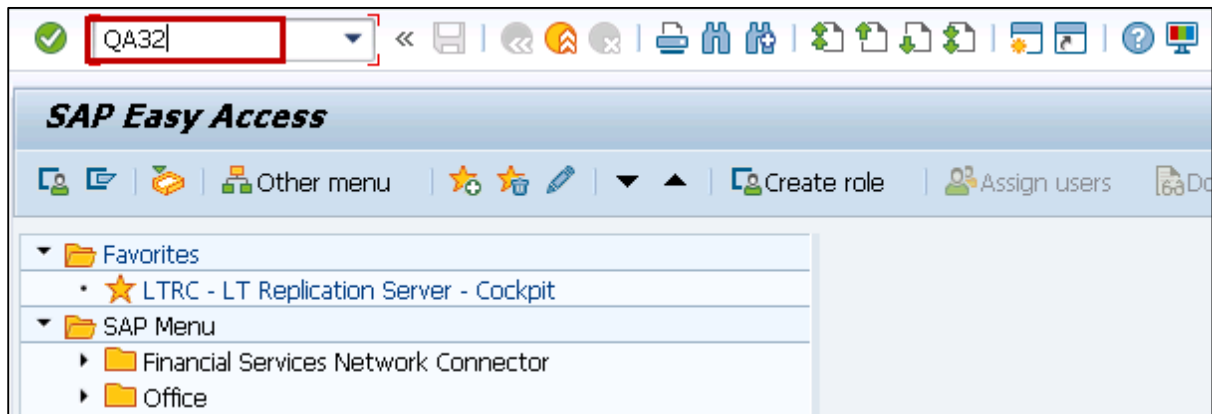 QA32
SAP Easy Access
Other menu Create role Assign users Do
Favorites
LTRC - LT Replication Server - Cockpit
SAP Menu
Financial Services Network Connector
Office